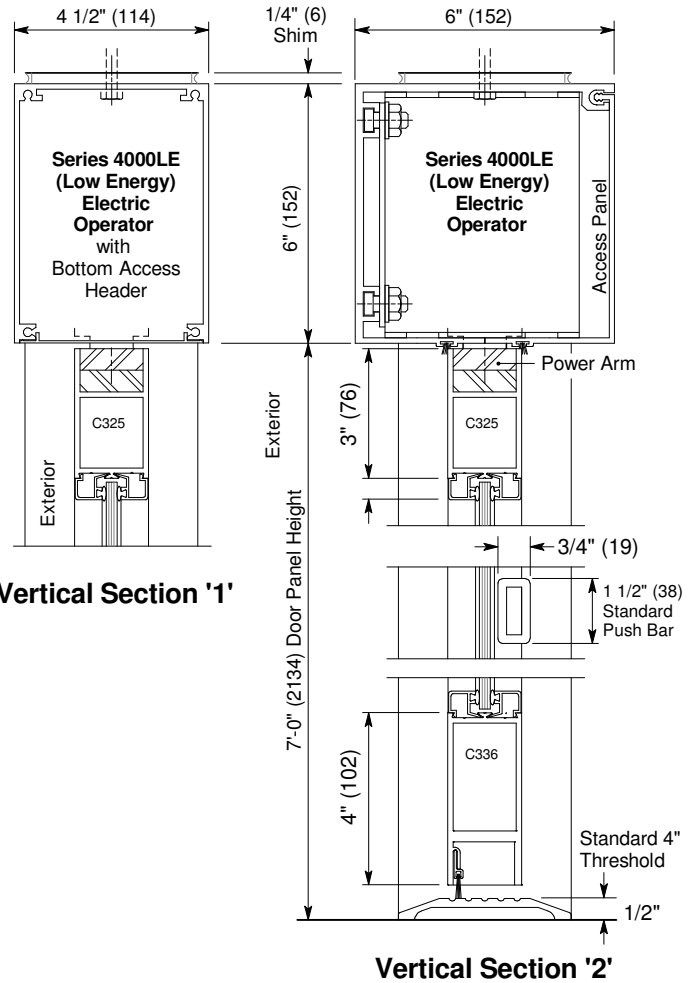 4 1/2" (114)
1/4" (6)
Shim
6" (152)
Series 4000LE
(Low Energy)
Electric
Operator
with
Bottom Access
Header
6" (152)
Series 4000LE
(Low Energy)
Electric
Operator
Access Panel
Power Arm
C325
Exterior
Exterior
3" (76)
C325
7'-0" (2134) Door Panel Height
3/4" (19)
Vertical Section '1'
1 1/2" (38)
Standard
Push Bar
4" (102)
C336
Standard 4"
Threshold
1/2"
Vertical Section '2'